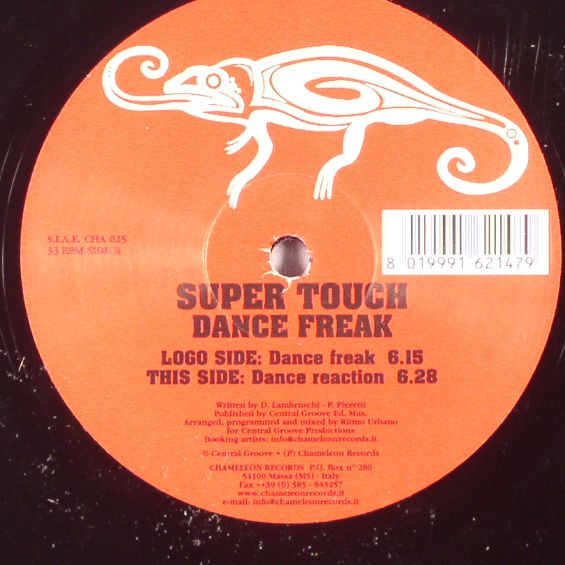 S.I.A.E. CHA 025
33 RPM SIDE B
8 019991 621479
SUPER TOUCH
DANCE FREAK
LOGO SIDE: Dance freak 6.15
THIS SIDE: Dance reaction 6.28
Written by D. Lambruschi - P. Pieretti
Published by Central Groove Ed. Mus.
Arranged, programmed and mixed by Ritmo Urbano
for Central Groove Productions
Booking artists: info@chameleonrecords.it
© Central Groove • (P) Chameleon Records
CHAMELEON RECORDS P.O. Box n° 280
54100 Massa (MS) - Italy
Fax ++39 (0) 585 - 843257
www.chameleonrecords.it
e-mail: info@chameleonrecords.it